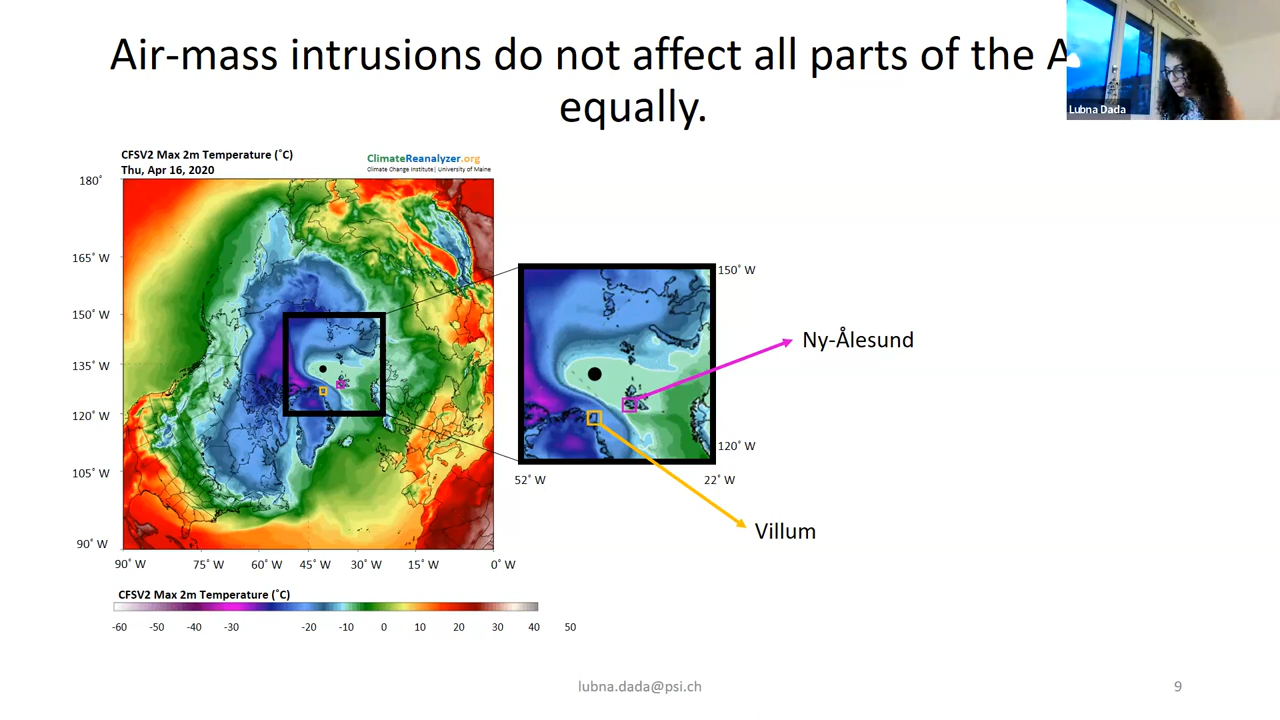 Air-mass intrusions do not affect all parts of the
equally.
Lubna Dada
CFSV2 Max 2m Temperature (˚C)
Thu, Apr 16, 2020
ClimateReanalyzer.org
Climate Change Institute| University of Maine
180˚
165˚ W
150˚ W
135˚ W
120˚ W
105˚ W
90˚ W
90˚ W 75˚ W 60˚ W 45˚ W 30˚ W 15˚ W 0˚ W
150˚ W
120˚ W
52˚ W 22˚ W
Ny-Ålesund
Villum
CFSV2 Max 2m Temperature (˚C)
-60 -50 -40 -30 -20 -10 0 10 20 30 40 50
lubna.dada@psi.ch
9